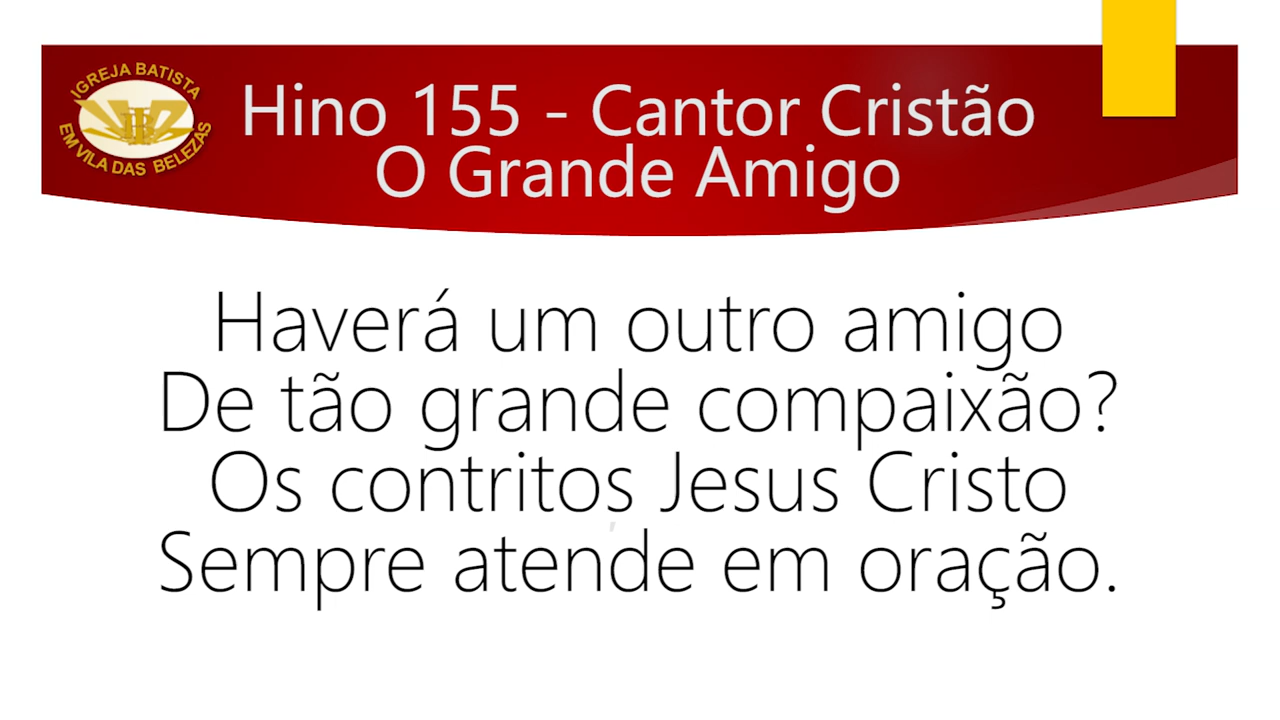 IGREJA BATISTA
EM VILA DAS BELEZAS
Hino 155 - Cantor Cristão
O Grande Amigo
Haverá um outro amigo
De tão grande compaixão?
Os contritos Jesus Cristo
Sempre atende em oração.